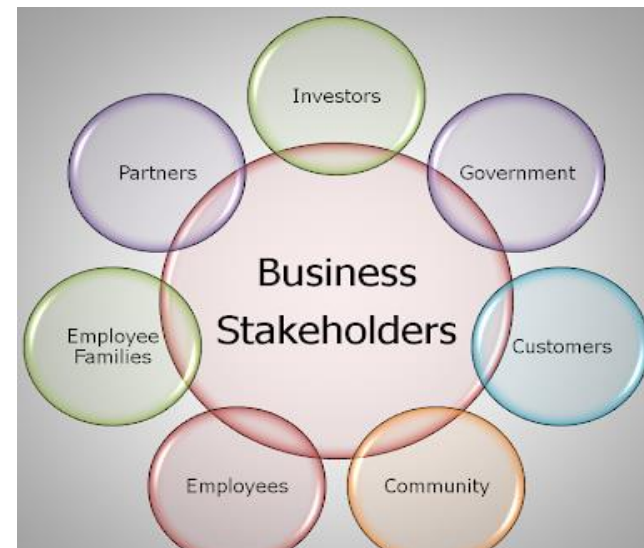 Investors
Partners
Government
Business
Stakeholders
Employee
Families
Customers
Employees
Community